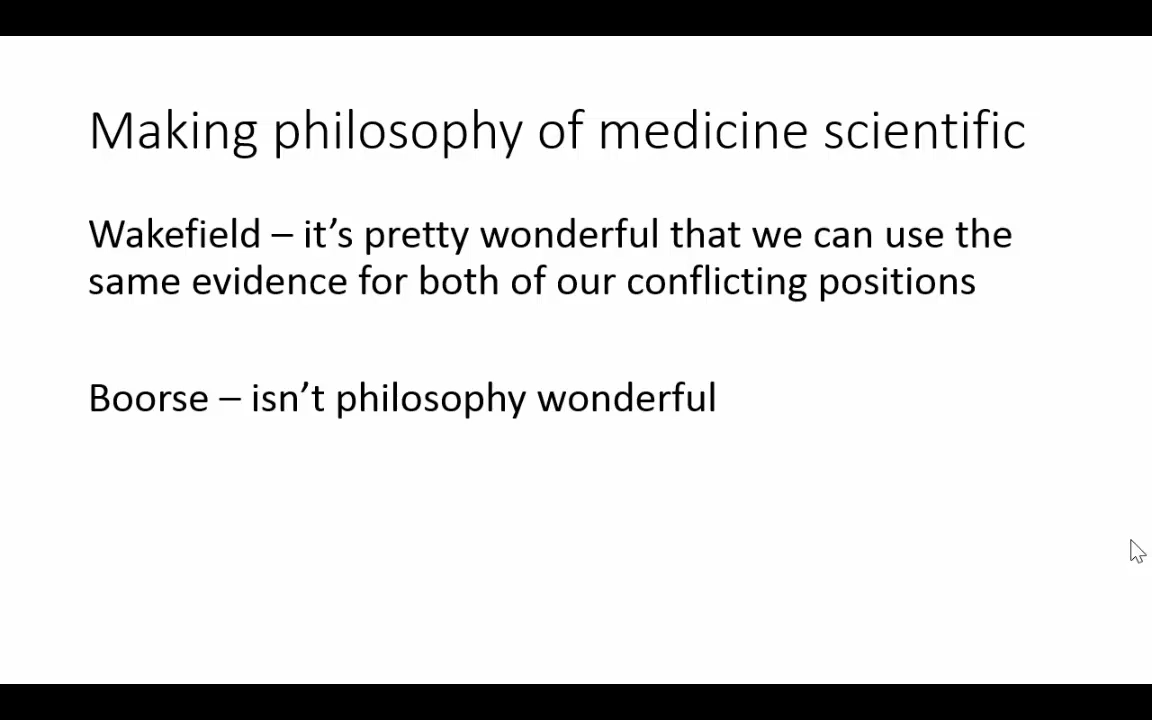 Making philosophy of medicine scientific
Wakefield – it’s pretty wonderful that we can use the
same evidence for both of our conflicting positions
Boorse – isn’t philosophy wonderful